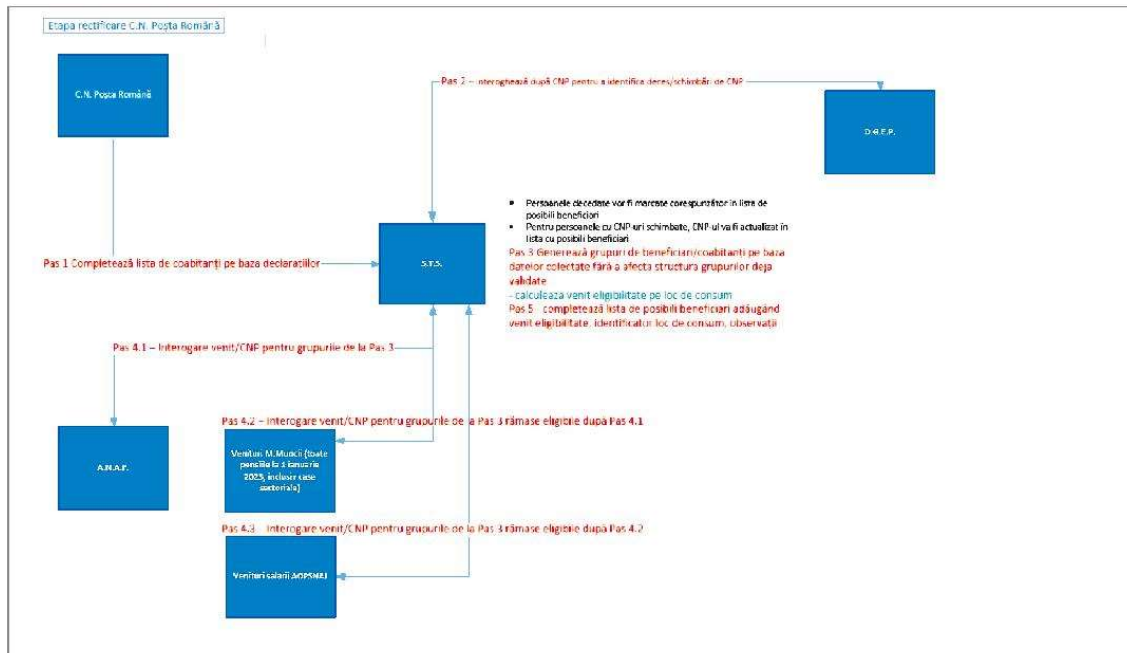 Etapa rectificare C.N. Poșta Română
C.N. Poșta Română
Pas 2 – Interoghează după CNP pentru a identifica deces/schimbări de CNP
D.G.E.P.
• Persoanele decedate vor fi marcate corespunzător în lista de
posibili beneficiari
• Pentru persoanele cu CNP-uri schimbate, CNP-ul va fi actualizat în
lista cu posibili beneficiari
Pas 3 Generează grupuri de beneficiari/coabitanți pe baza
datelor colectate fără a afecta structura grupurilor deja
validate
- calculeaza venit eligibilitate pe loc de consum
Pas 5 - completează lista de posibili beneficiari adăugând
venit eligibilitate, identificator loc de consum, observații
Pas 1 Completează lista de coabitanți pe baza declarațiilor
S.T.S.
Pas 4.1 – Interogare venit/CNP pentru grupurile de la Pas 3
A.N.A.F.
Pas 4.2 – Interogare venit/CNP pentru grupurile de la Pas 3 rămase eligibile după Pas 4.1
Venituri M.Muncii (toate
pensiile la 1 ianuarie
2023, inclusiv case
sectoriale)
Pas 4.3 – Interogare venit/CNP pentru grupurile de la Pas 3 rămase eligibile după Pas 4.2
Venituri salarii AOPSNAJ